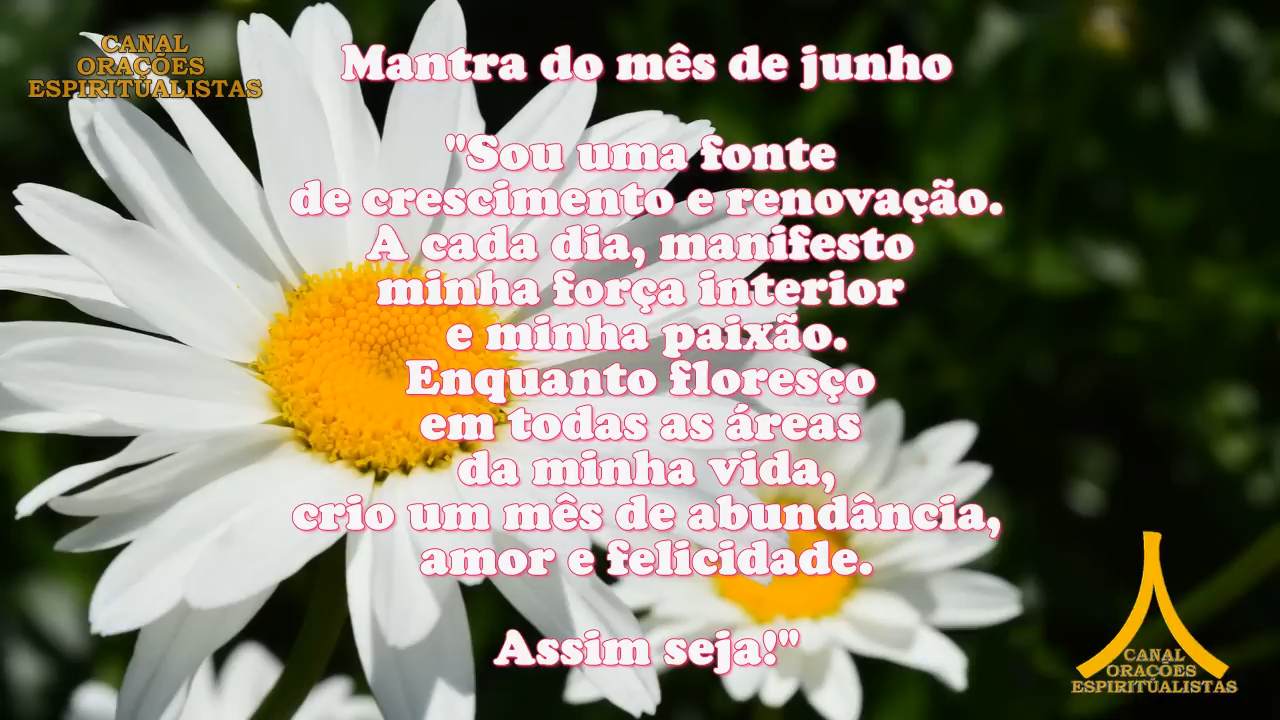 CANAL
ORAÇÕES
ESPIRITUALISTAS
Mantra do mês de junho
"Sou uma fonte
de crescimento e renovação.
A cada dia, manifesto
minha força interior
e minha paixão.
Enquanto floresço
em todas as áreas
da minha vida,
crio um mês de abundância,
amor e felicidade.
Assim seja!"
CANAL
ORAÇÕES
ESPIRITUALISTAS